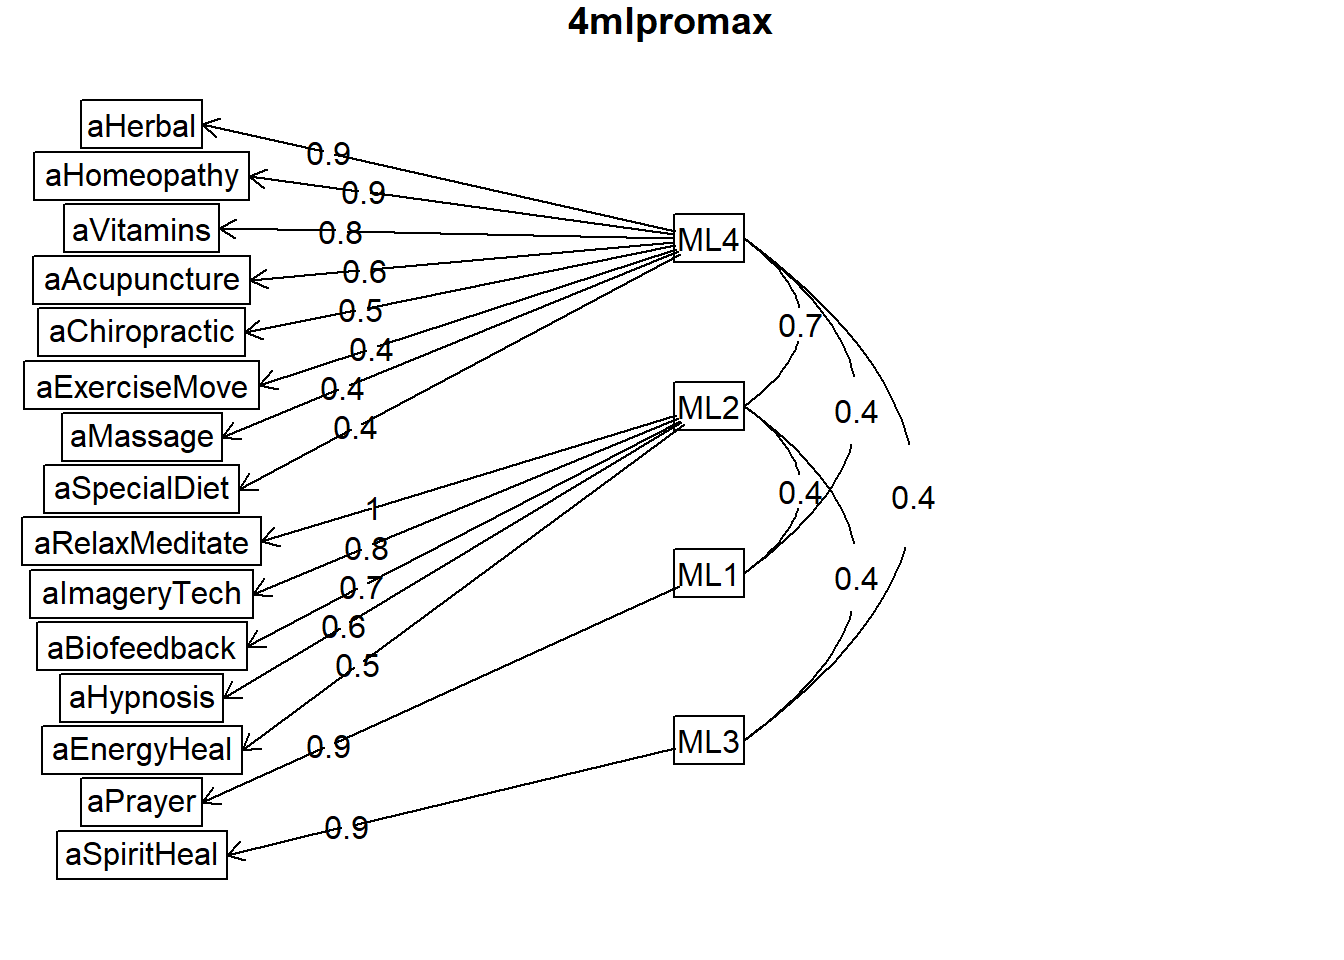 4mlpromax
aHerbal
aHomeopathy
aVitamins
aAcupuncture
aChiropractic
aExerciseMove
aMassage
aSpecialDiet
aRelaxMeditate
aImageryTech
aBiofeedback
aHypnosis
aEnergyHeal
aPrayer
aSpiritHeal
0.9
0.9
0.8
0.6
0.5
0.4
0.4
0.4
1
0.8
0.7
0.6
0.5
0.9
0.9
ML4
ML2
ML1
ML3
0.7
0.4
0.4
0.4
0.4